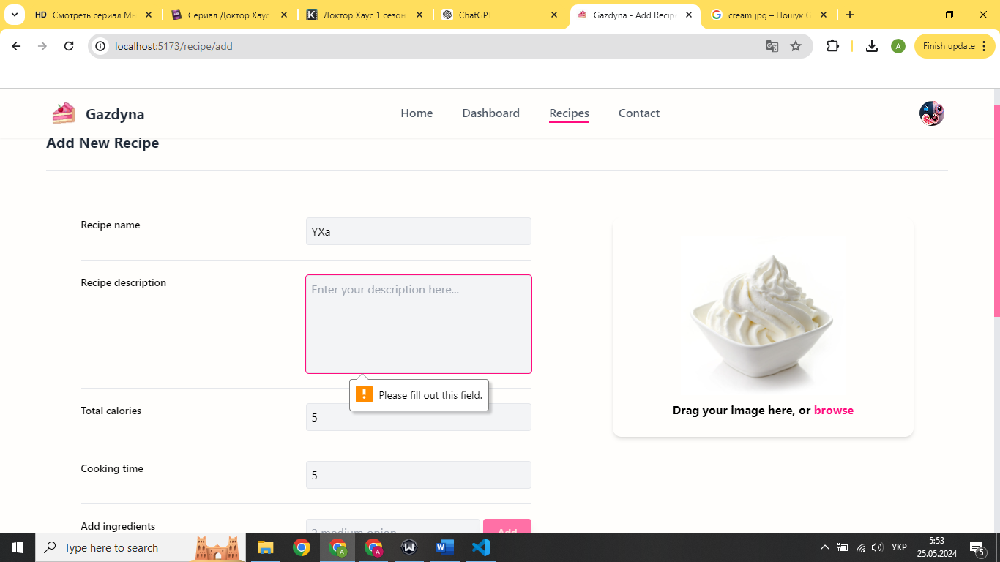 HD Смотреть сериал Мы
Сериал Доктор Хаус
Доктор Хаус 1 сезон
ChatGPT
Gazdyna - Add Recip
cream jpg – Пошук G
localhost:5173/recipe/add
A
Finish update
Gazdyna
Home
Dashboard
Recipes
Contact
Add New Recipe
Recipe name
YXa
Recipe description
Enter your description here...
Please fill out this field.
Total calories
5
Cooking time
5
Add ingredients
2 medium onion
Add
Drag your image here, or browse
Type here to search
УКР
5:53
25.05.2024
5